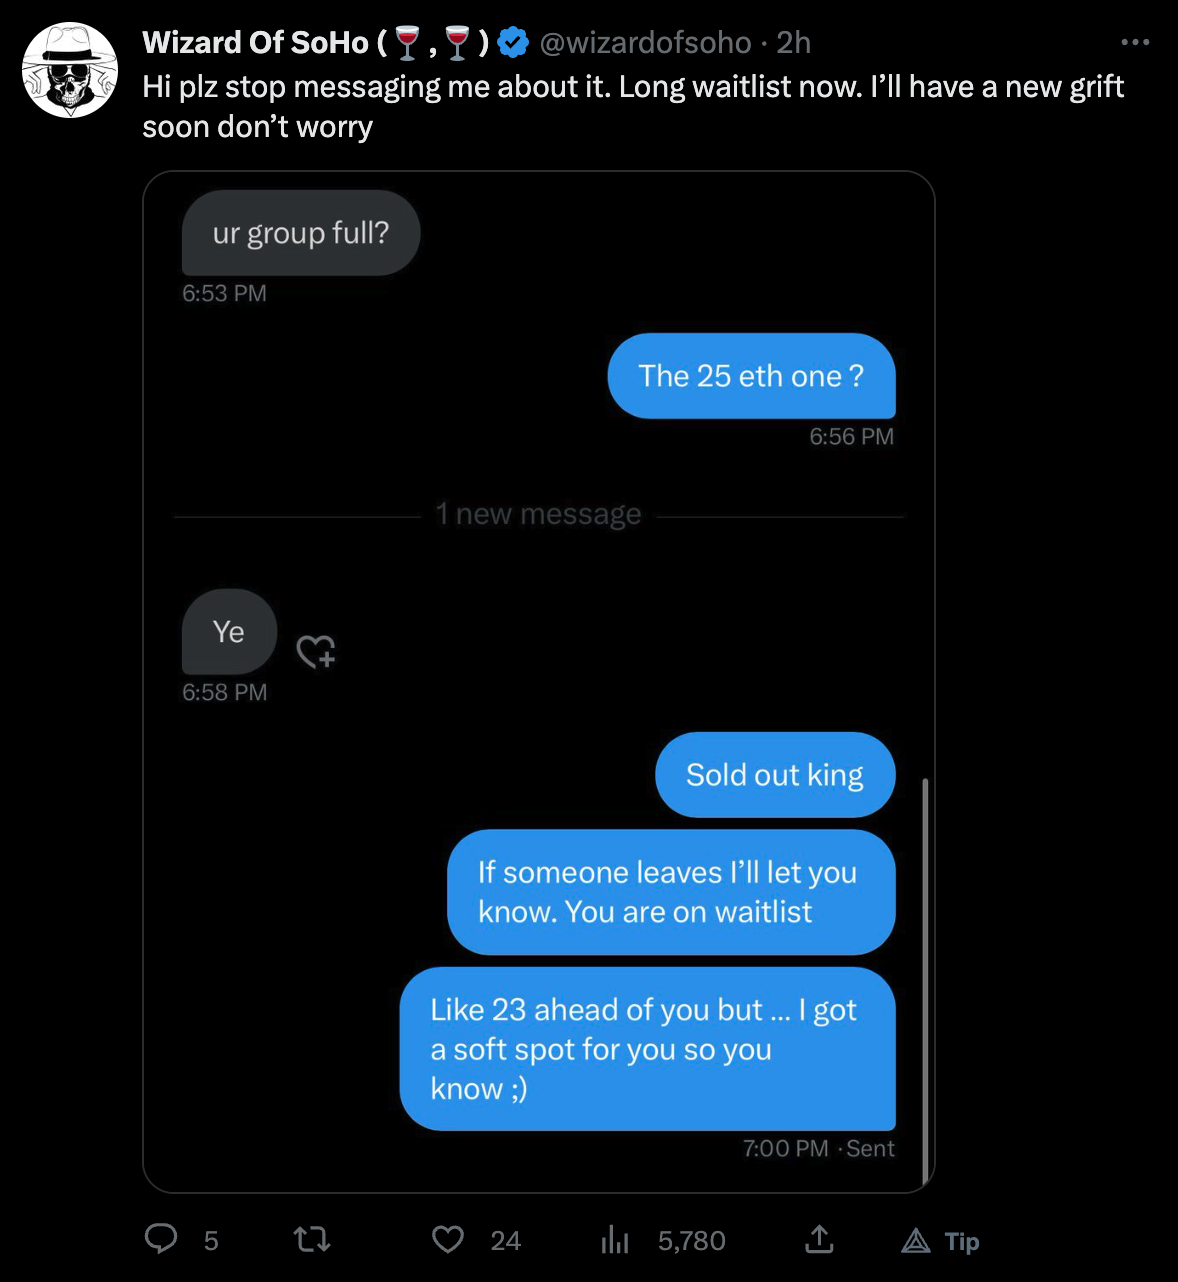 Wizard Of SoHo (🍷,🍷) @wizardofsoho · 2h
Hi plz stop messaging me about it. Long waitlist now. I’ll have a new grift
soon don’t worry
ur group full?
6:53 PM
The 25 eth one ?
6:56 PM
1 new message
Ye
6:58 PM
Sold out king
If someone leaves I’ll let you
know. You are on waitlist
Like 23 ahead of you but ... I got
a soft spot for you so you
know ;)
7:00 PM · Sent
5 24 5,780 Tip